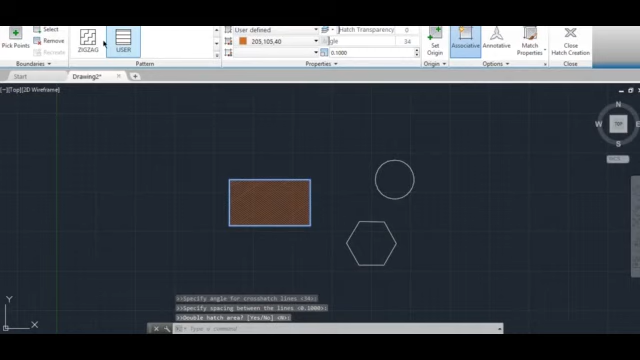 Pick Points
Select
Remove
Recreate
Boundaries
ZIGZAG
USER
Pattern
User defined
Hatch Transparency
0
205,105,40
gle
34
0.1000
Properties
Set Origin
Origin
Associative
Annotative
Match Properties
Options
Close Hatch Creation
Close
Start
Drawing2*
[−][Top][2D Wireframe]
N
W
TOP
E
S
Y
X
>>Specify angle for crosshatch lines <34>:
>>Specify spacing between the lines <0.1000>:
>>Double hatch area? [Yes/No] <N>:
Type a command